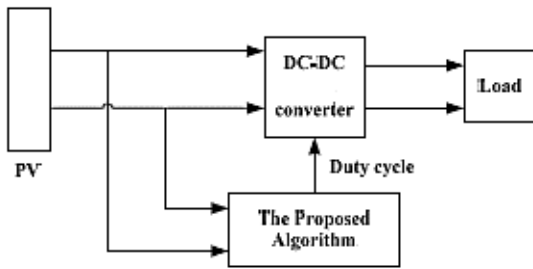 DC-DC
converter
Load
PV
Duty cycle
The Proposed
Algorithm